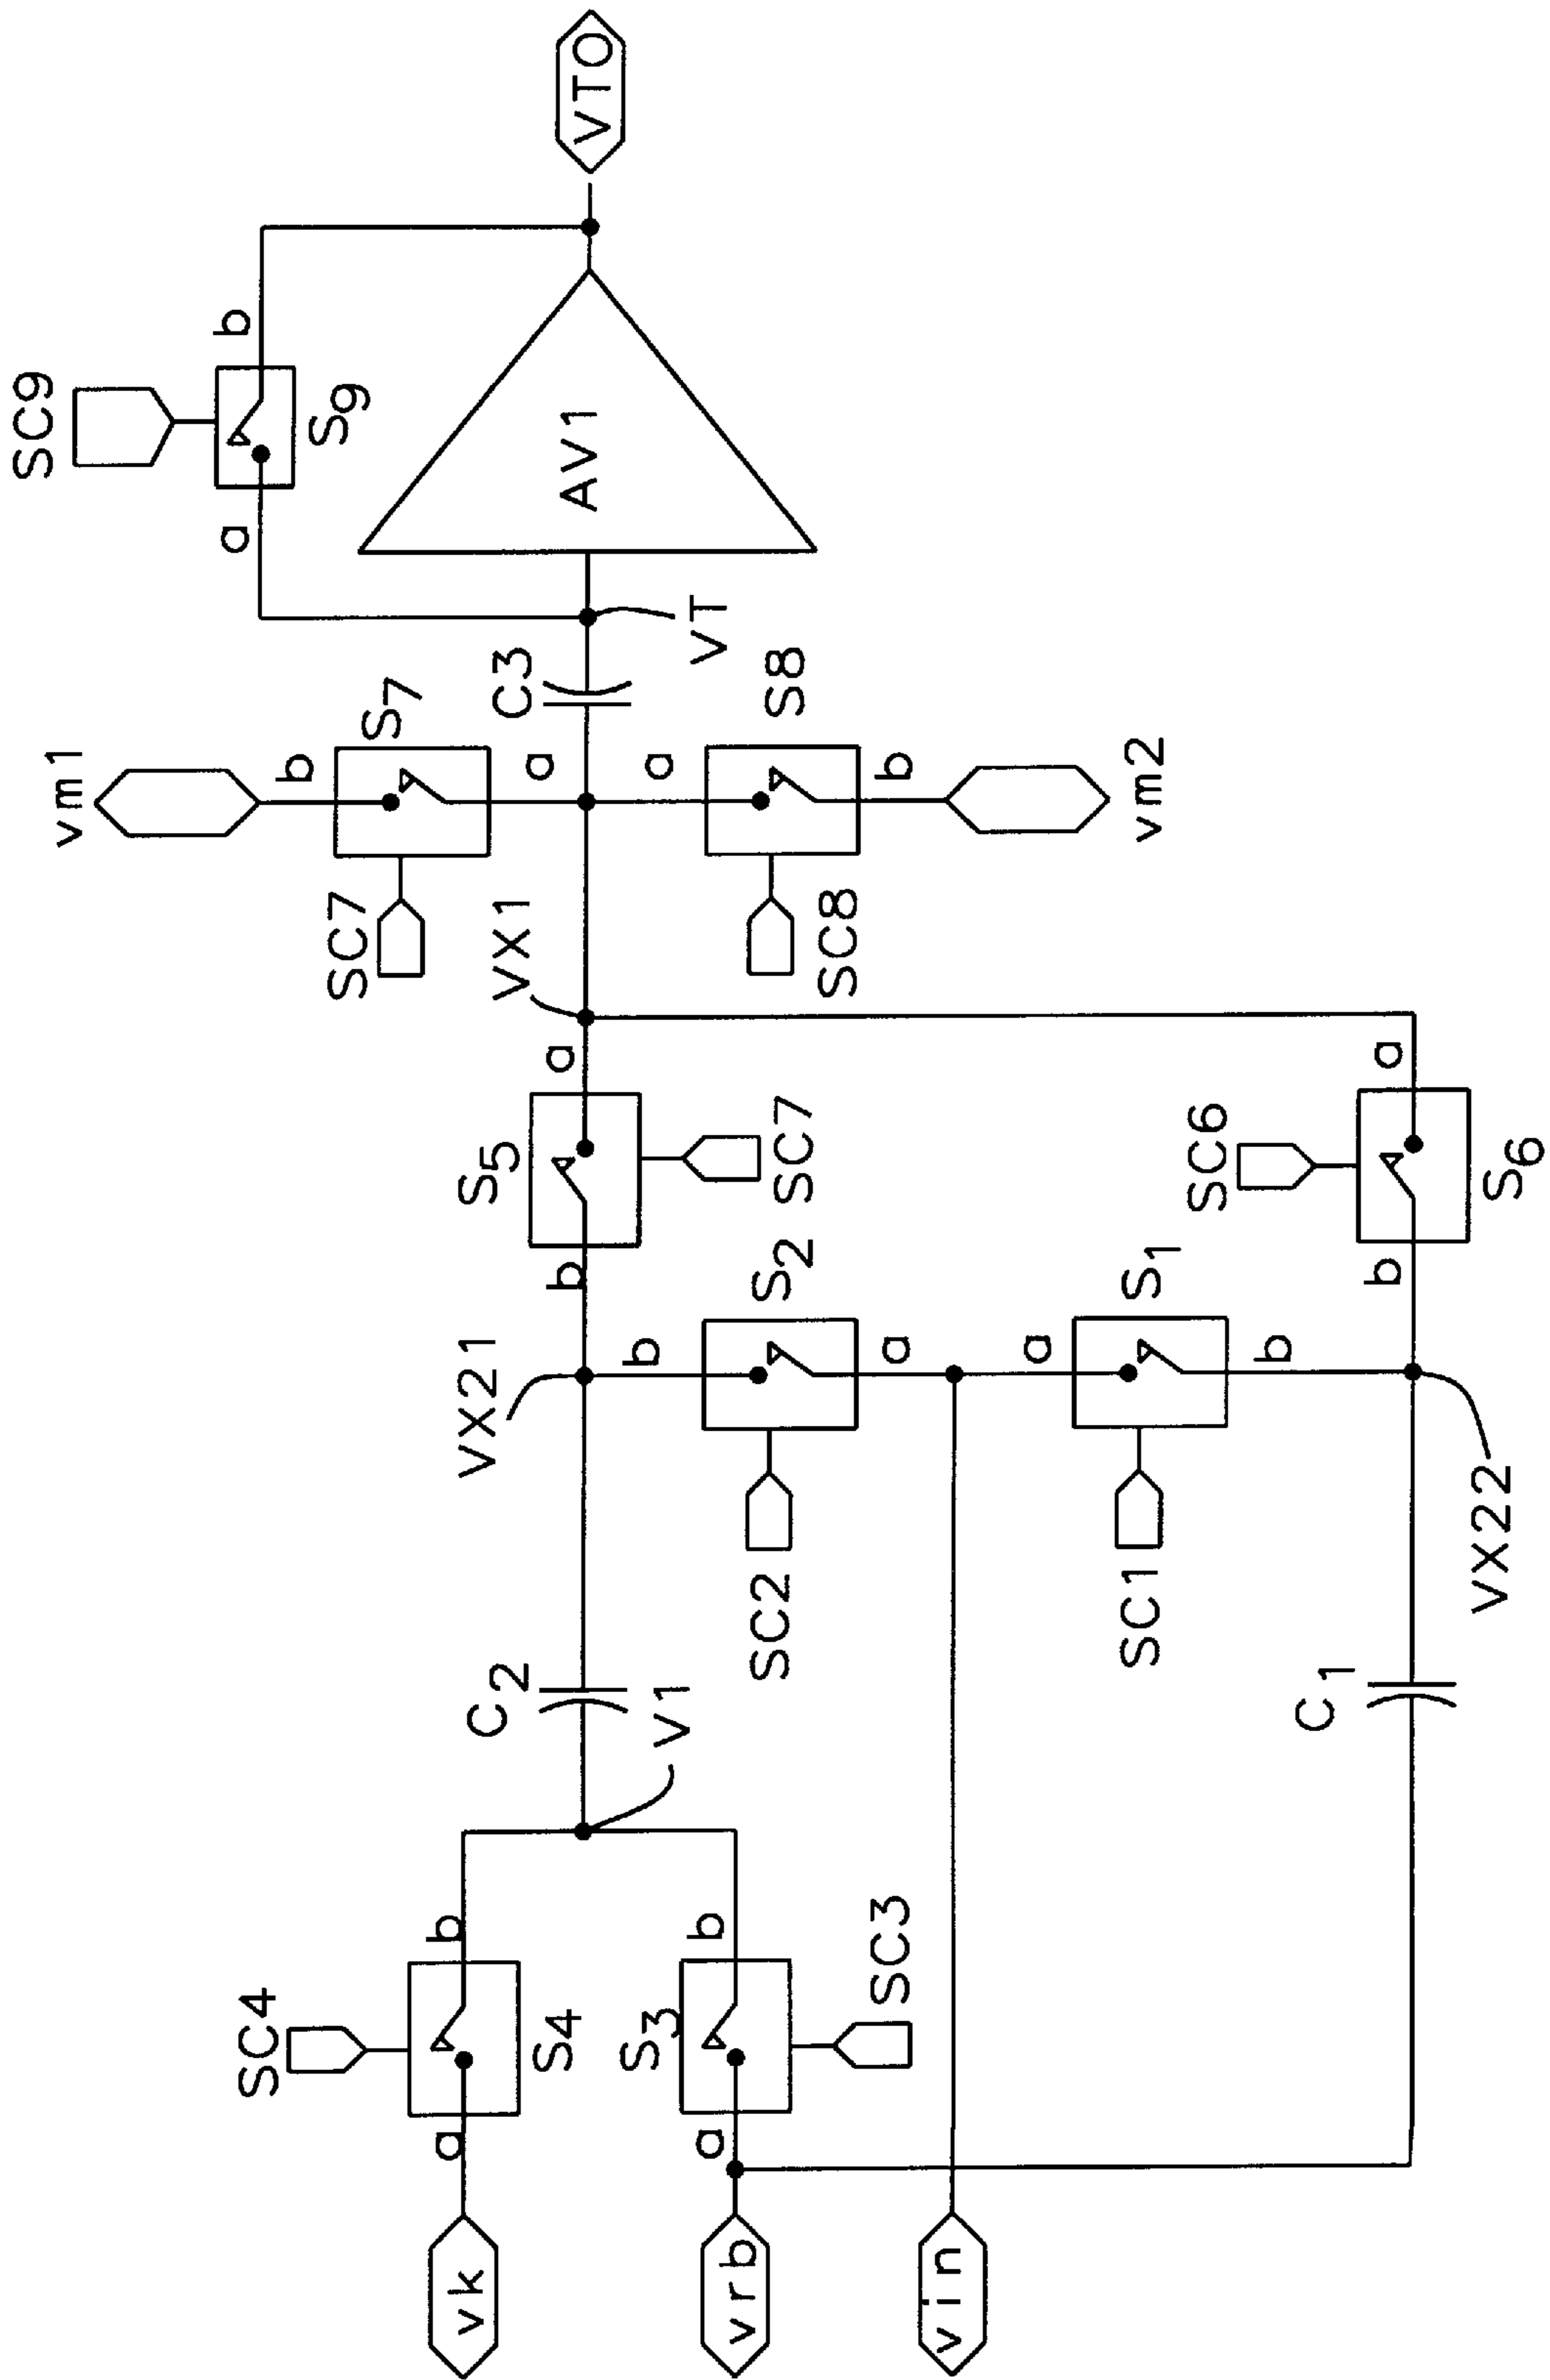 SC9
a
b
S9
vm1
b
S7
SC7
a
VX1
C3
AV1
VTO
VT
a
S8
SC8
b
vm2
SC4
a
b
S4
vk
C2
V1
VX21
b
S5
a
SC7
S3
a
b
SC3
vrb
b
S2
SC2
a
vin
a
S1
SC1
b
SC6
b
a
S6
C1
VX22